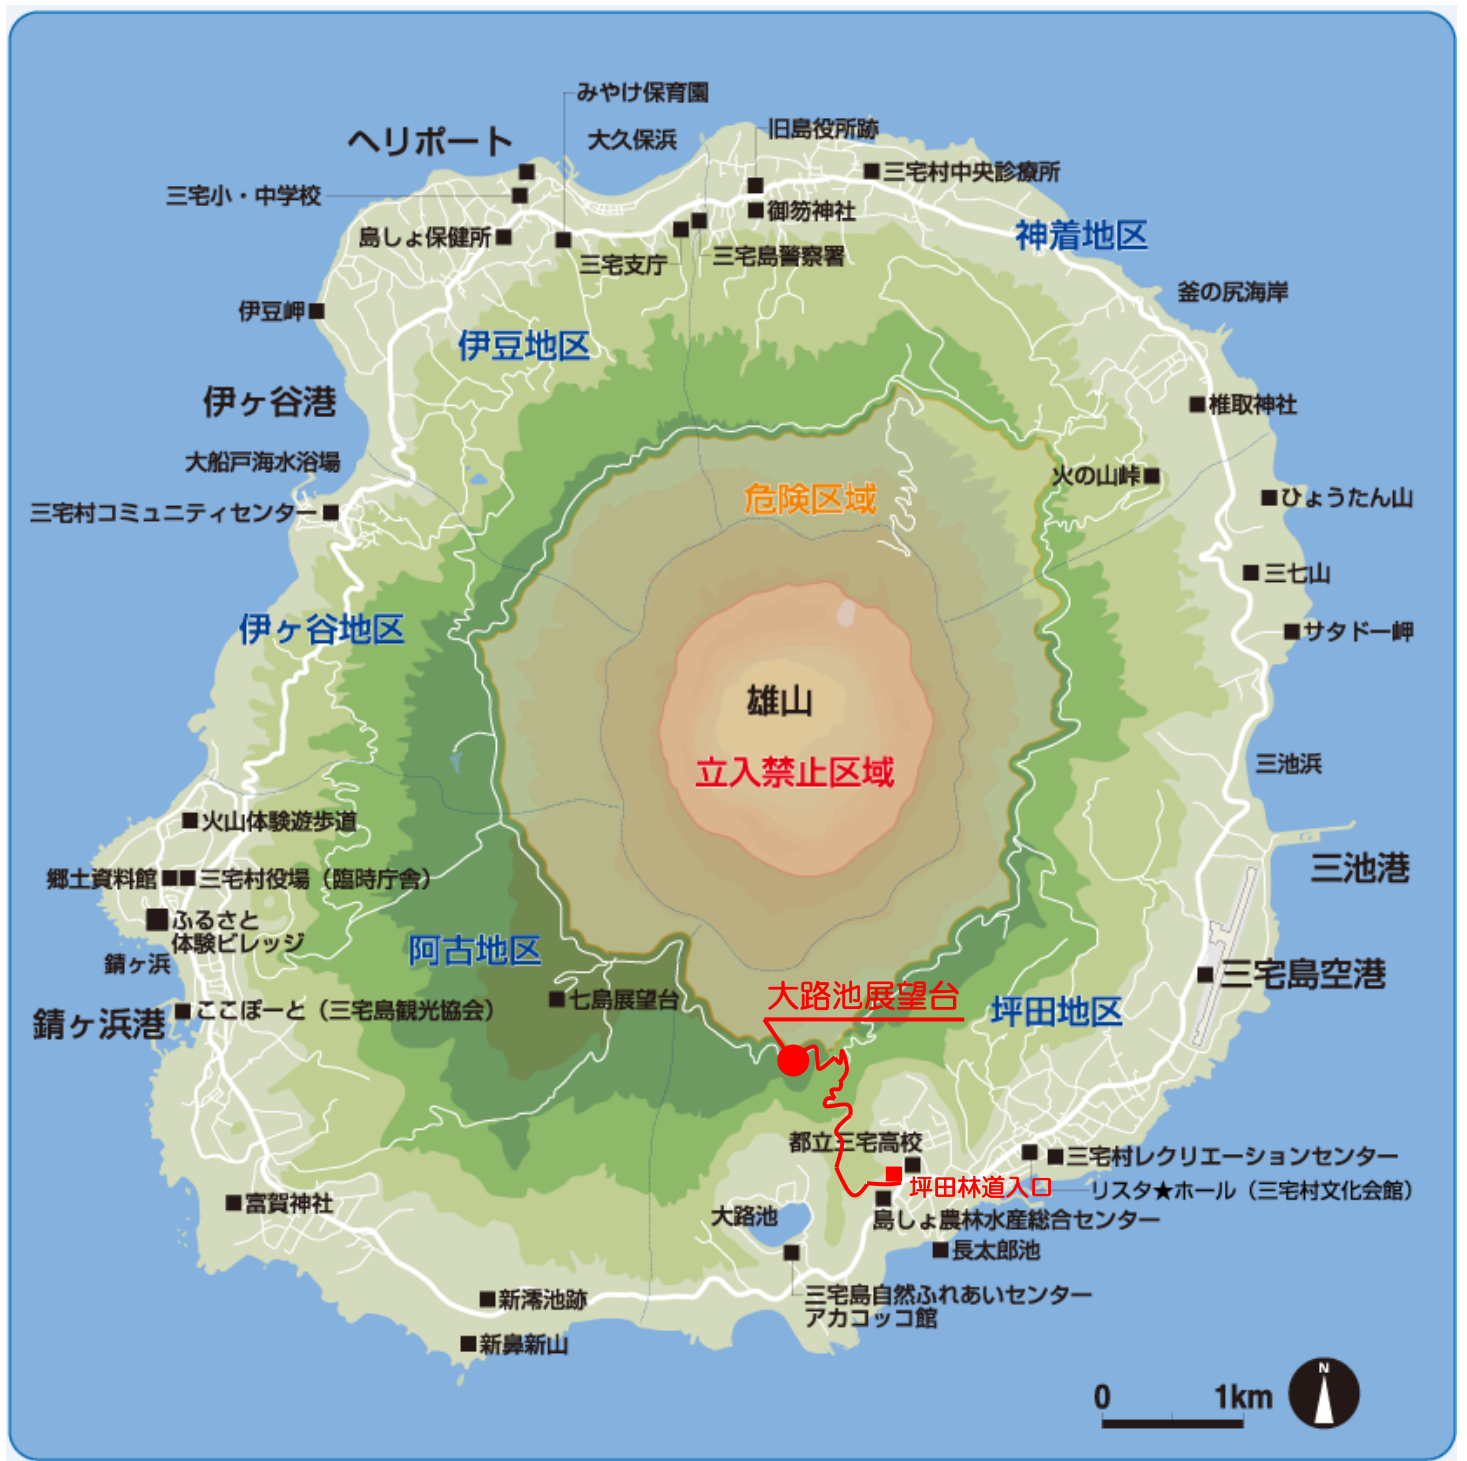 みやけ保育園
ヘリポート
大久保浜
旧島役所跡
三宅村中央診療所
三宅小・中学校
御笏神社
島しょ保健所
神着地区
三宅支庁
三宅島警察署
釜の尻海岸
伊豆岬
伊豆地区
伊ヶ谷港
椎取神社
大船戸海水浴場
火の山峠
危険区域
ひょうたん山
三宅村コミュニティセンター
三七山
伊ヶ谷地区
サタドー岬
雄山
立入禁止区域
三池浜
火山体験遊歩道
三池港
郷土資料館
三宅村役場（臨時庁舎）
ふるさと
体験ビレッジ
阿古地区
錆ヶ浜
三宅島空港
大路池展望台
七島展望台
坪田地区
ここぽーと（三宅島観光協会）
錆ヶ浜港
都立三宅高校
三宅村レクリエーションセンター
坪田林道入口
リスタ★ホール（三宅村文化会館）
富賀神社
大路池
島しょ農林水産総合センター
長太郎池
三宅島自然ふれあいセンター
アカコッコ館
新澪池跡
新鼻新山
0 1km
N